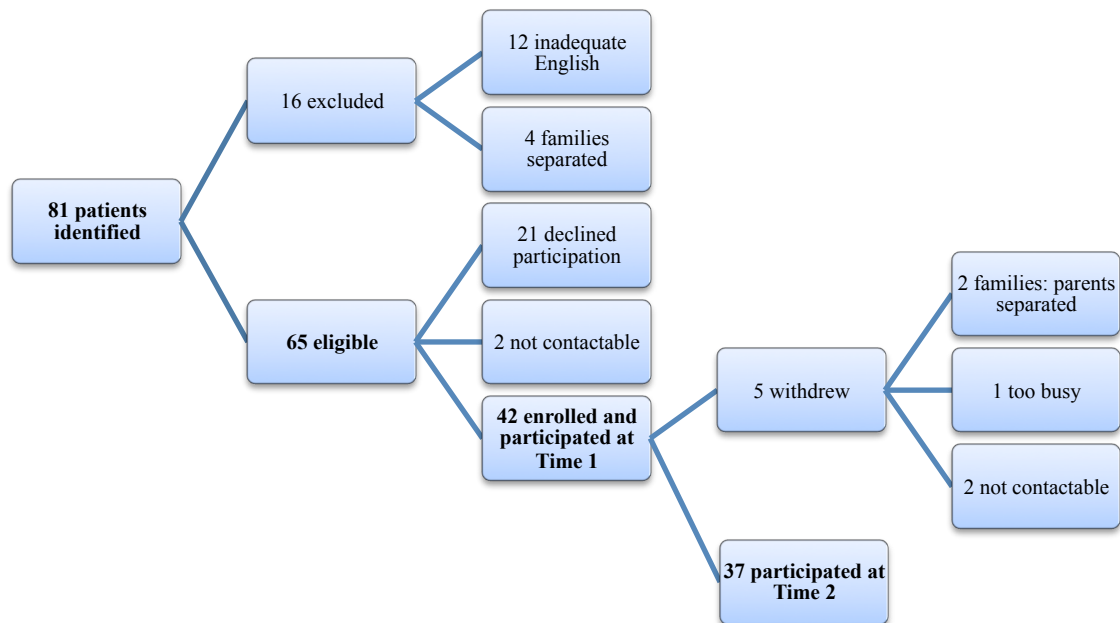 81 patients
identified
16 excluded
12 inadequate
English
4 families
separated
65 eligible
21 declined
participation
2 not contactable
42 enrolled and
participated at
Time 1
5 withdrew
2 families: parents
separated
1 too busy
2 not contactable
37 participated at
Time 2